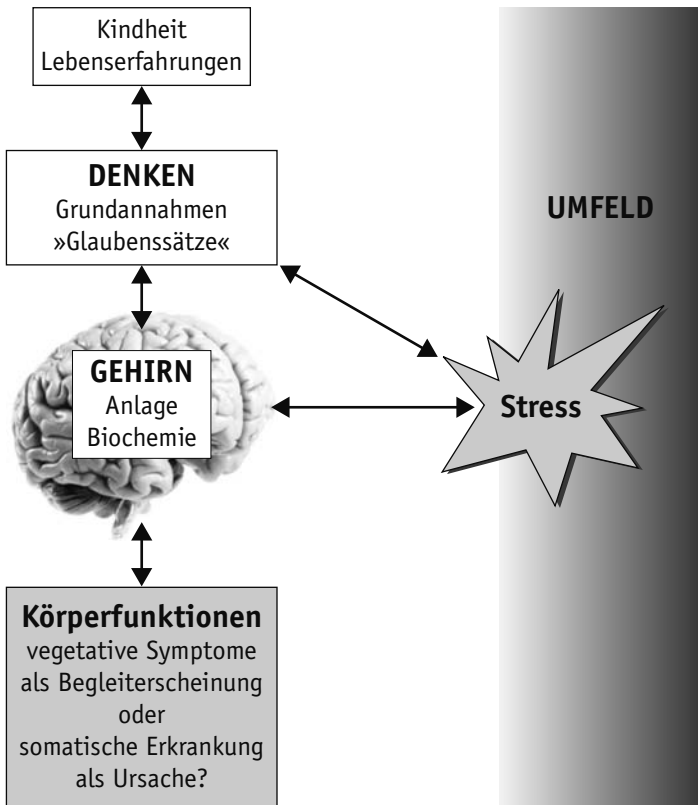 Kindheit
Lebenserfahrungen
DENKEN
Grundannahmen
»Glaubenssätze«
UMFELD
GEHIRN
Anlage
Biochemie
Stress
Körperfunktionen
vegetative Symptome
als Begleiterscheinung
oder
somatische Erkrankung
als Ursache?